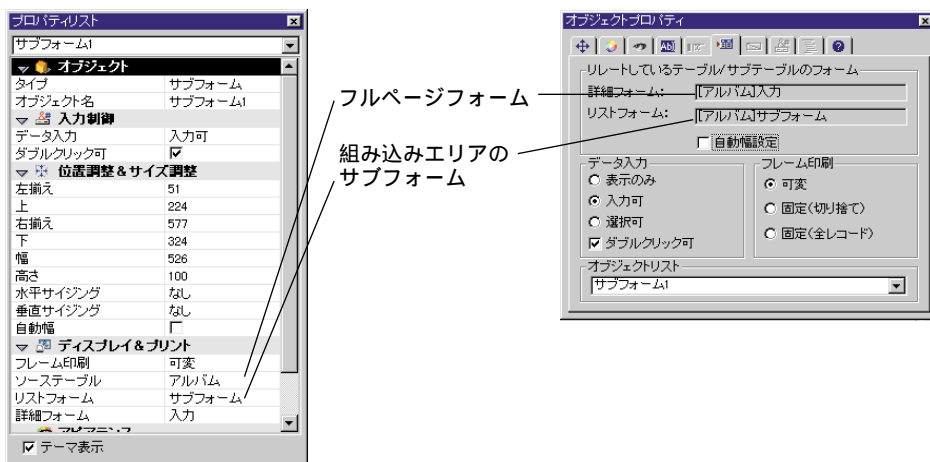 プロパティリスト
サブフォーム1
オブジェクト
タイプ サブフォーム
オブジェクト名 サブフォーム1
入力制御
データ入力 入力可
ダブルクリック可
位置調整&サイズ調整
左揃え 51
上 224
右揃え 577
下 324
幅 526
高さ 100
水平サイジング なし
垂直サイジング なし
自動幅
ディスプレイ&プリント
フレーム印刷 可変
ソーステーブル アルバム
リストフォーム サブフォーム
詳細フォーム 入力
アピアランス
テーマ表示
フルページフォーム
組み込みエリアの
サブフォーム
オブジェクトプロパティ
リレートしているテーブル/サブテーブルのフォーム
詳細フォーム: [アルバム]入力
リストフォーム: [アルバム]サブフォーム
自動幅設定
データ入力
表示のみ
入力可
選択可
ダブルクリック可
フレーム印刷
可変
固定(切り捨て)
固定(全レコード)
オブジェクトリスト
サブフォーム1